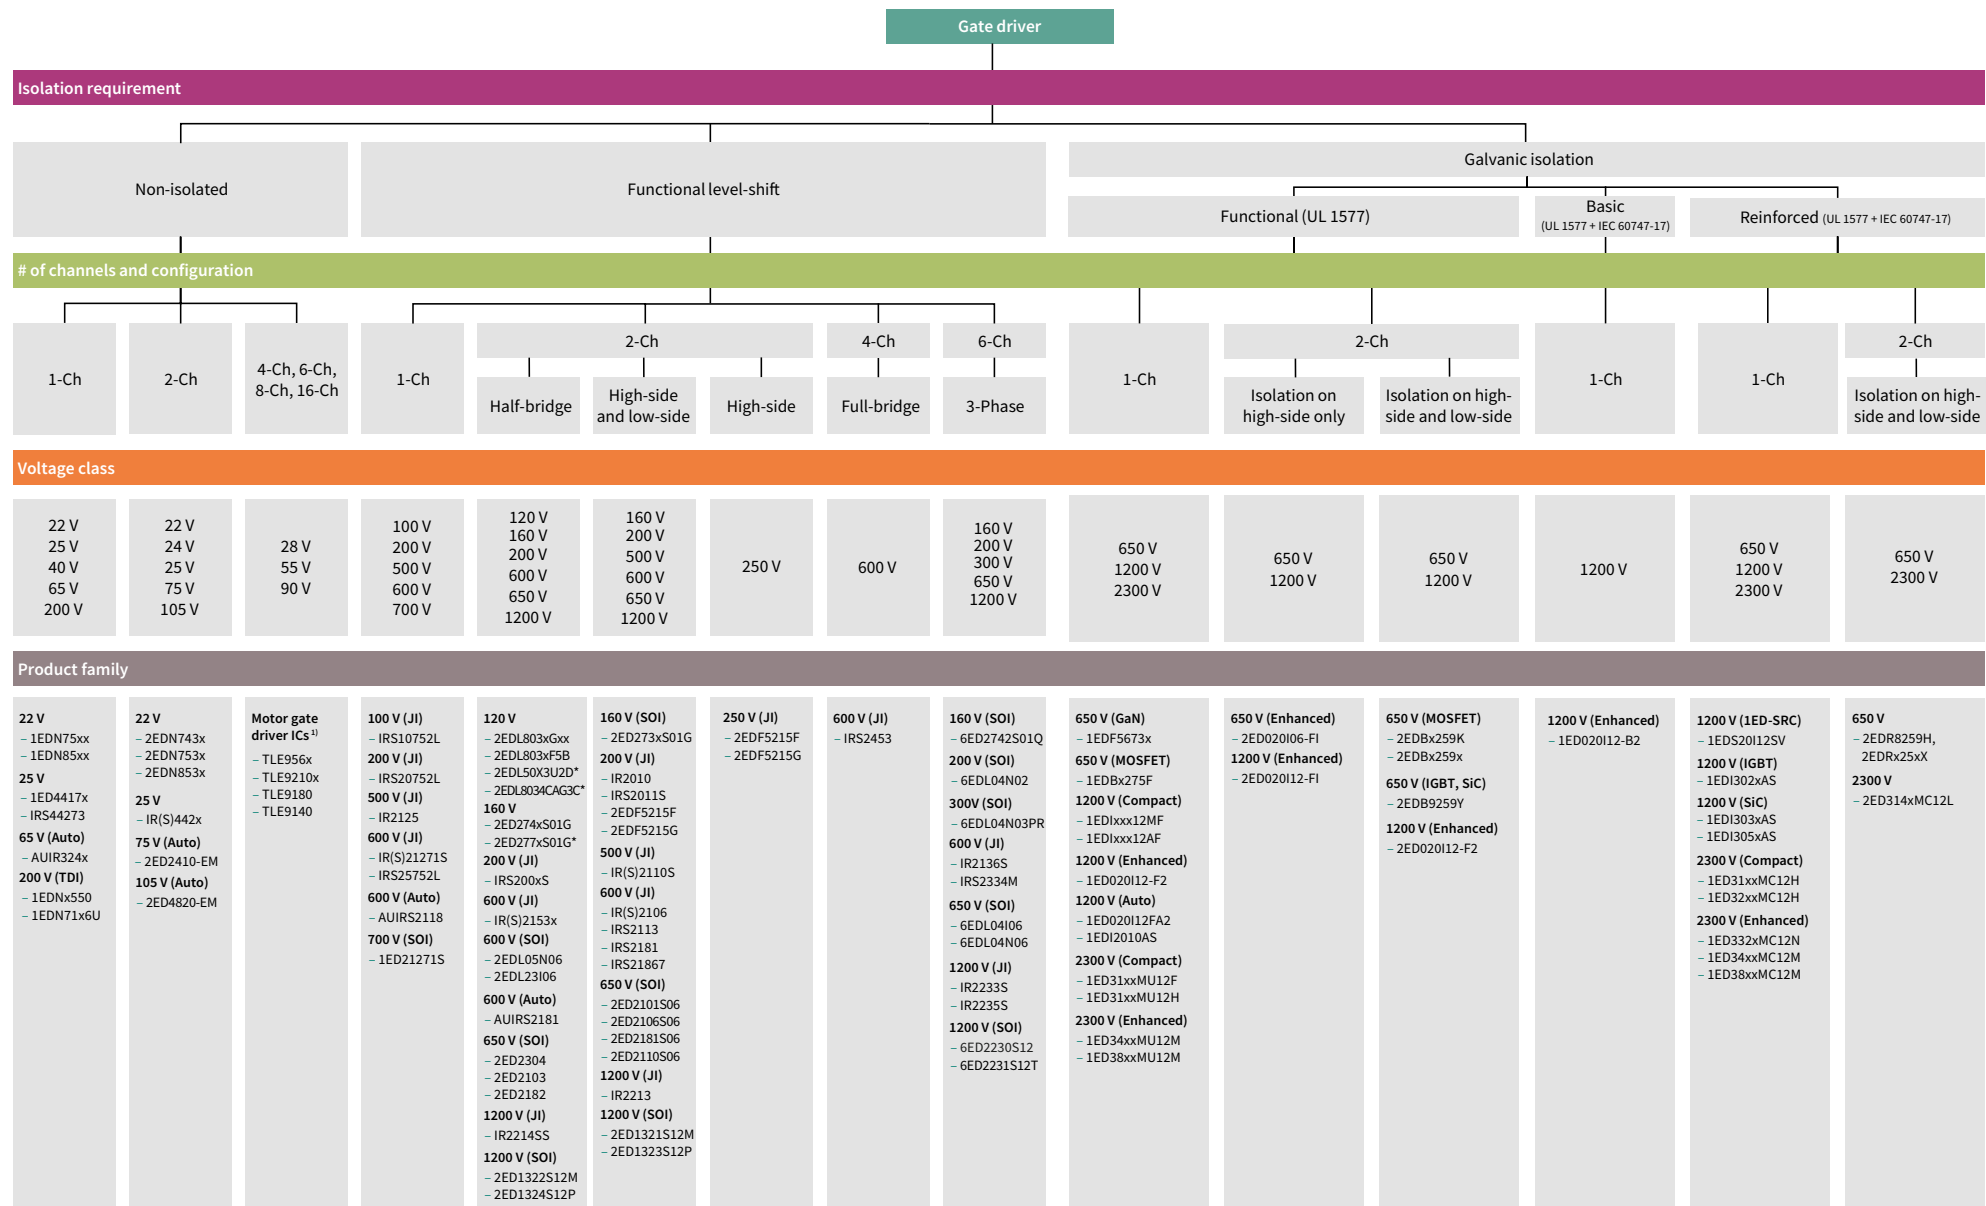 Gate driver
Isolation requirement
Non-isolated
Functional level-shift
Galvanic isolation
Functional (UL 1577)
Basic
(UL 1577 + IEC 60747-17)
Reinforced (UL 1577 + IEC 60747-17)
# of channels and configuration
1-Ch
2-Ch
4-Ch, 6-Ch,
8-Ch, 16-Ch
1-Ch
2-Ch
Half-bridge
High-side
and low-side
High-side
4-Ch
Full-bridge
6-Ch
3-Phase
1-Ch
2-Ch
Isolation on
high-side only
Isolation on high-
side and low-side
1-Ch
1-Ch
2-Ch
Isolation on high-
side and low-side
Voltage class
22 V
25 V
40 V
65 V
200 V
22 V
24 V
25 V
75 V
105 V
28 V
55 V
90 V
100 V
200 V
500 V
600 V
700 V
120 V
160 V
200 V
600 V
650 V
1200 V
160 V
200 V
500 V
600 V
650 V
1200 V
250 V
600 V
160 V
200 V
300 V
650 V
1200 V
650 V
1200 V
2300 V
650 V
1200 V
650 V
1200 V
1200 V
650 V
1200 V
2300 V
650 V
2300 V
Product family
22 V
– 1EDN75xx
– 1EDN85xx
25 V
– 1ED4417x
– IRS44273
65 V (Auto)
– AUIR324x
200 V (TDI)
– 1EDNx550
– 1EDN71x6U
22 V
– 2EDN743x
– 2EDN753x
– 2EDN853x
25 V
– IR(S)442x
75 V (Auto)
– 2ED2410-EM
105 V (Auto)
– 2ED4820-EM
Motor gate
driver ICs 1)
– TLE956x
– TLE9210x
– TLE9180
– TLE9140
100 V (JI)
– IRS10752L
200 V (JI)
– IRS20752L
500 V (JI)
– IR2125
600 V (JI)
– IR(S)21271S
– IRS25752L
600 V (Auto)
– AUIRS2118
700 V (SOI)
– 1ED21271S
120 V
– 2EDL803xGxx
– 2EDL803xF5B
– 2EDL50X3U2D*
– 2EDL8034CAG3C*
160 V
– 2ED274xS01G
– 2ED277xS01G*
200 V (JI)
– IRS200xS
600 V (JI)
– IR(S)2153x
600 V (SOI)
– 2EDL05N06
– 2EDL23I06
600 V (Auto)
– AUIRS2181
650 V (SOI)
– 2ED2304
– 2ED2103
– 2ED2182
1200 V (JI)
– IR2214SS
1200 V (SOI)
– 2ED1322S12M
– 2ED1324S12P
160 V (SOI)
– 2ED273xS01G
200 V (JI)
– IR2010
– IRS2011S
– 2EDF5215F
– 2EDF5215G
500 V (JI)
– IR(S)2110S
600 V (JI)
– IR(S)2106
– IRS2113
– IRS2181
– IRS21867
650 V (SOI)
– 2ED2101S06
– 2ED2106S06
– 2ED2181S06
– 2ED2110S06
1200 V (JI)
– IR2213
1200 V (SOI)
– 2ED1321S12M
– 2ED1323S12P
250 V (JI)
– 2EDF5215F
– 2EDF5215G
600 V (JI)
– IRS2453
160 V (SOI)
– 6ED2742S01Q
200 V (SOI)
– 6EDL04N02
300V (SOI)
– 6EDL04N03PR
600 V (JI)
– IR2136S
– IRS2334M
650 V (SOI)
– 6EDL04I06
– 6EDL04N06
1200 V (JI)
– IR2233S
– IR2235S
1200 V (SOI)
– 6ED2230S12
– 6ED2231S12T
650 V (GaN)
– 1EDF5673x
650 V (MOSFET)
– 1EDBx275F
1200 V (Compact)
– 1EDIxxx12MF
– 1EDIxxx12AF
1200 V (Enhanced)
– 1ED020I12-F2
1200 V (Auto)
– 1ED020I12FA2
– 1EDI2010AS
2300 V (Compact)
– 1ED31xxMU12F
– 1ED31xxMU12H
2300 V (Enhanced)
– 1ED34xxMU12M
– 1ED38xxMU12M
650 V (Enhanced)
– 2ED020I06-FI
1200 V (Enhanced)
– 2ED020I12-FI
650 V (MOSFET)
– 2EDBx259K
– 2EDBx259x
650 V (IGBT, SiC)
– 2EDB9259Y
1200 V (Enhanced)
– 2ED020I12-F2
1200 V (Enhanced)
– 1ED020I12-B2
1200 V (1ED-SRC)
– 1EDS20I12SV
1200 V (IGBT)
– 1EDI302xAS
1200 V (SiC)
– 1EDI303xAS
– 1EDI305xAS
2300 V (Compact)
– 1ED31xxMC12H
– 1ED32xxMC12H
2300 V (Enhanced)
– 1ED332xMC12N
– 1ED34xxMC12M
– 1ED38xxMC12M
650 V
– 2EDR8259H,
2EDRx25xX
2300 V
– 2ED314xMC12L